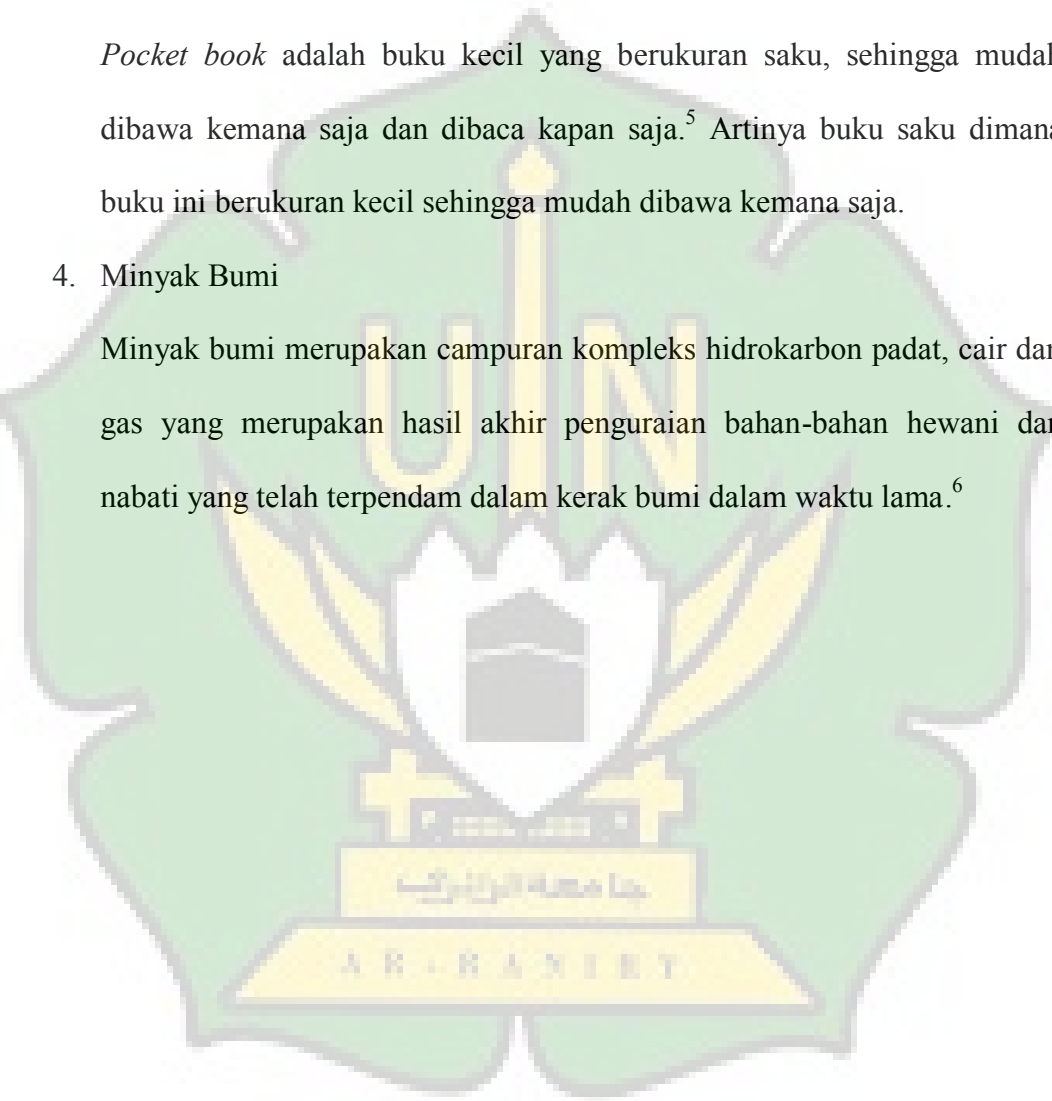 Pocket book adalah buku kecil yang berukuran saku, sehingga mudah
dibawa kemana saja dan dibaca kapan saja.5 Artinya buku saku dimana
buku ini berukuran kecil sehingga mudah dibawa kemana saja.
4. Minyak Bumi
Minyak bumi merupakan campuran kompleks hidrokarbon padat, cair dan
gas yang merupakan hasil akhir penguraian bahan-bahan hewani dan
nabati yang telah terpendam dalam kerak bumi dalam waktu lama.6
UIN
جامعة الرانيري
AR-RANIRY